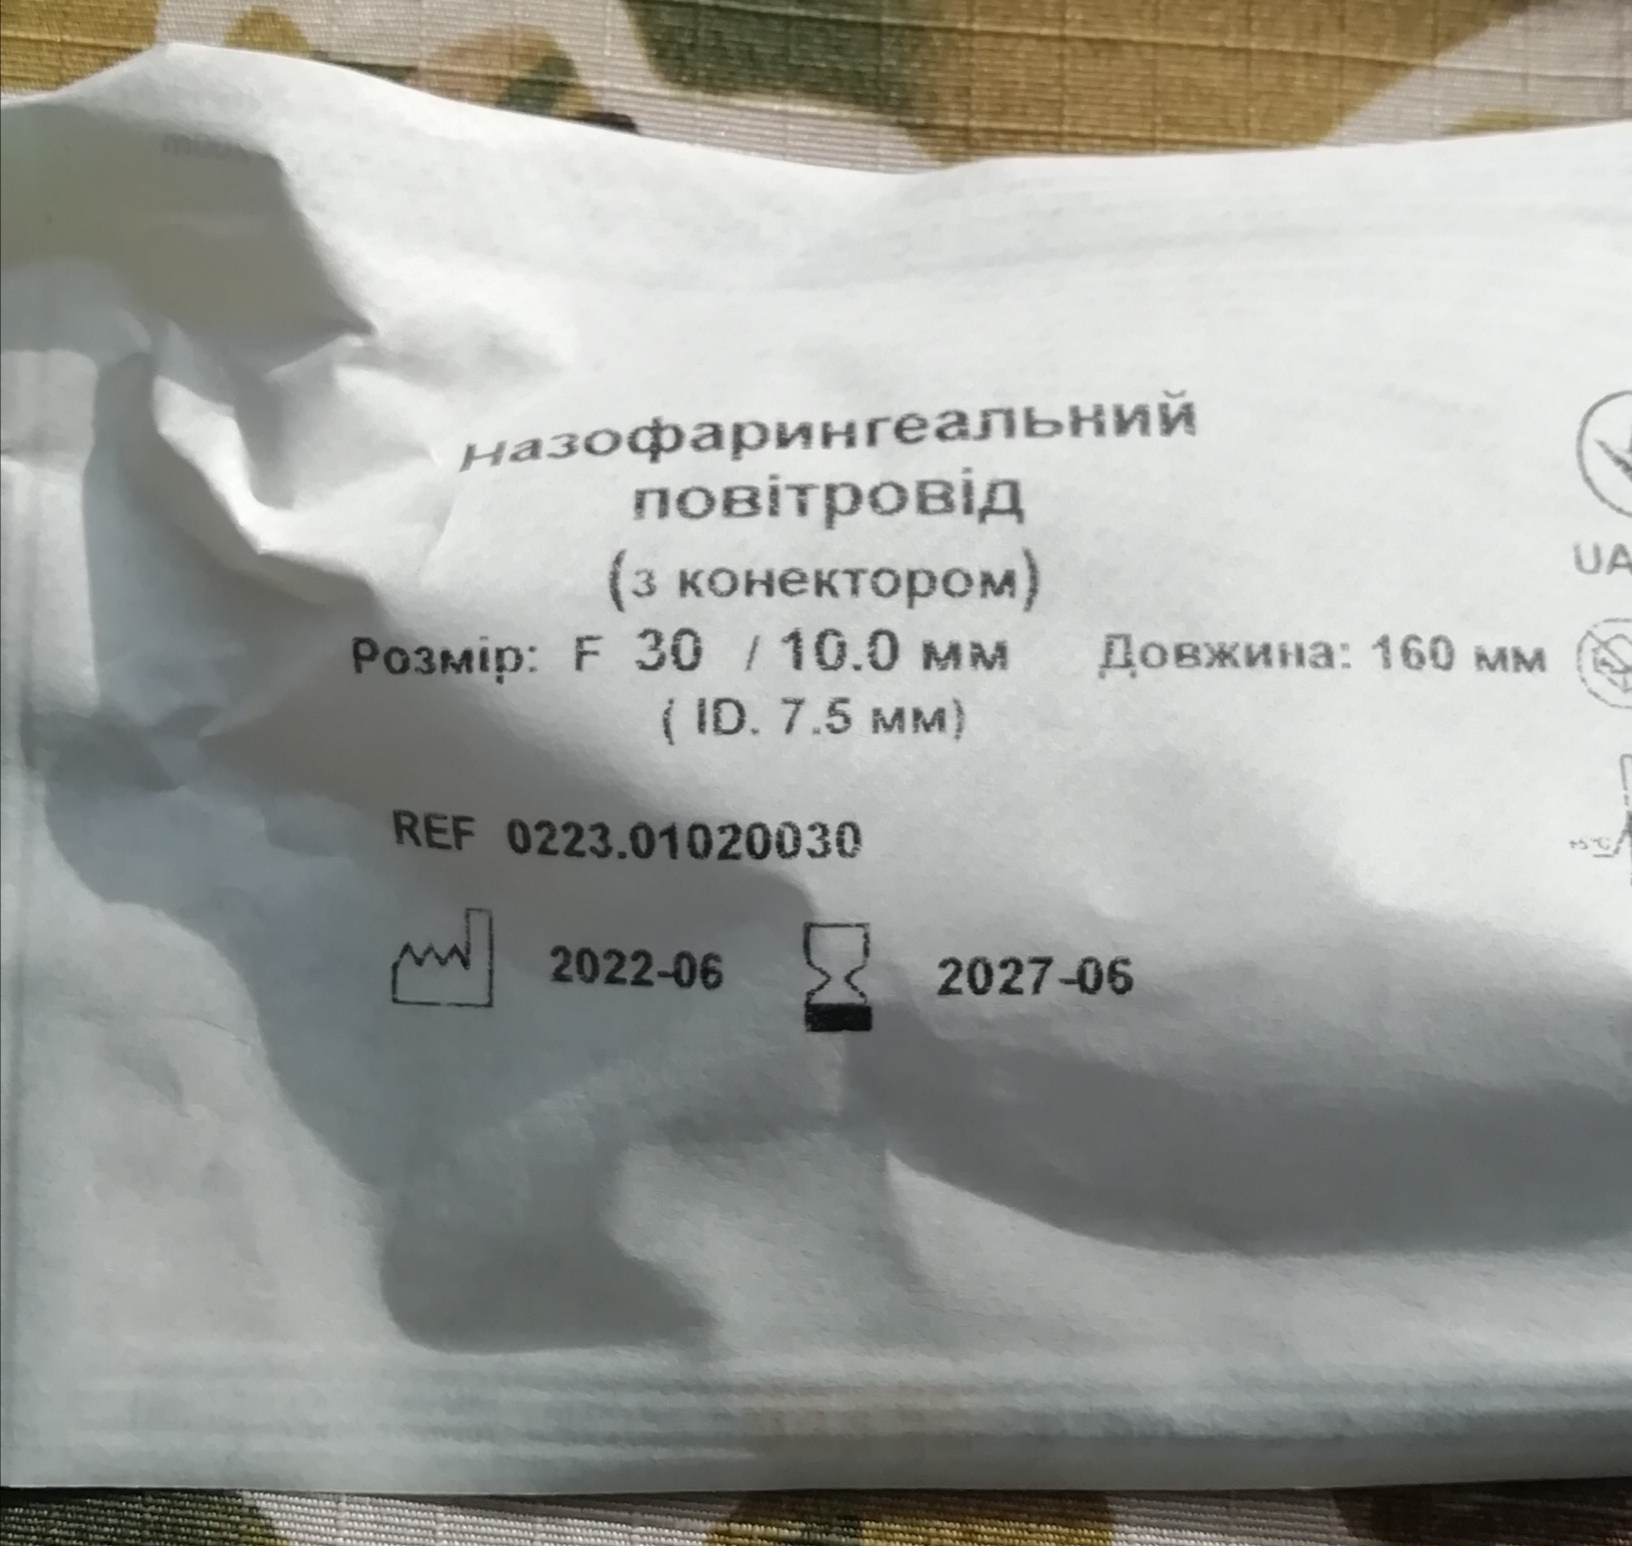 назофарингеальний
повітровід
(з конектором)
Розмір: F 30 / 10.0 мм Довжина: 160 мм
( ID. 7.5 мм)
REF 0223.01020030
2022-06 2027-06
UA